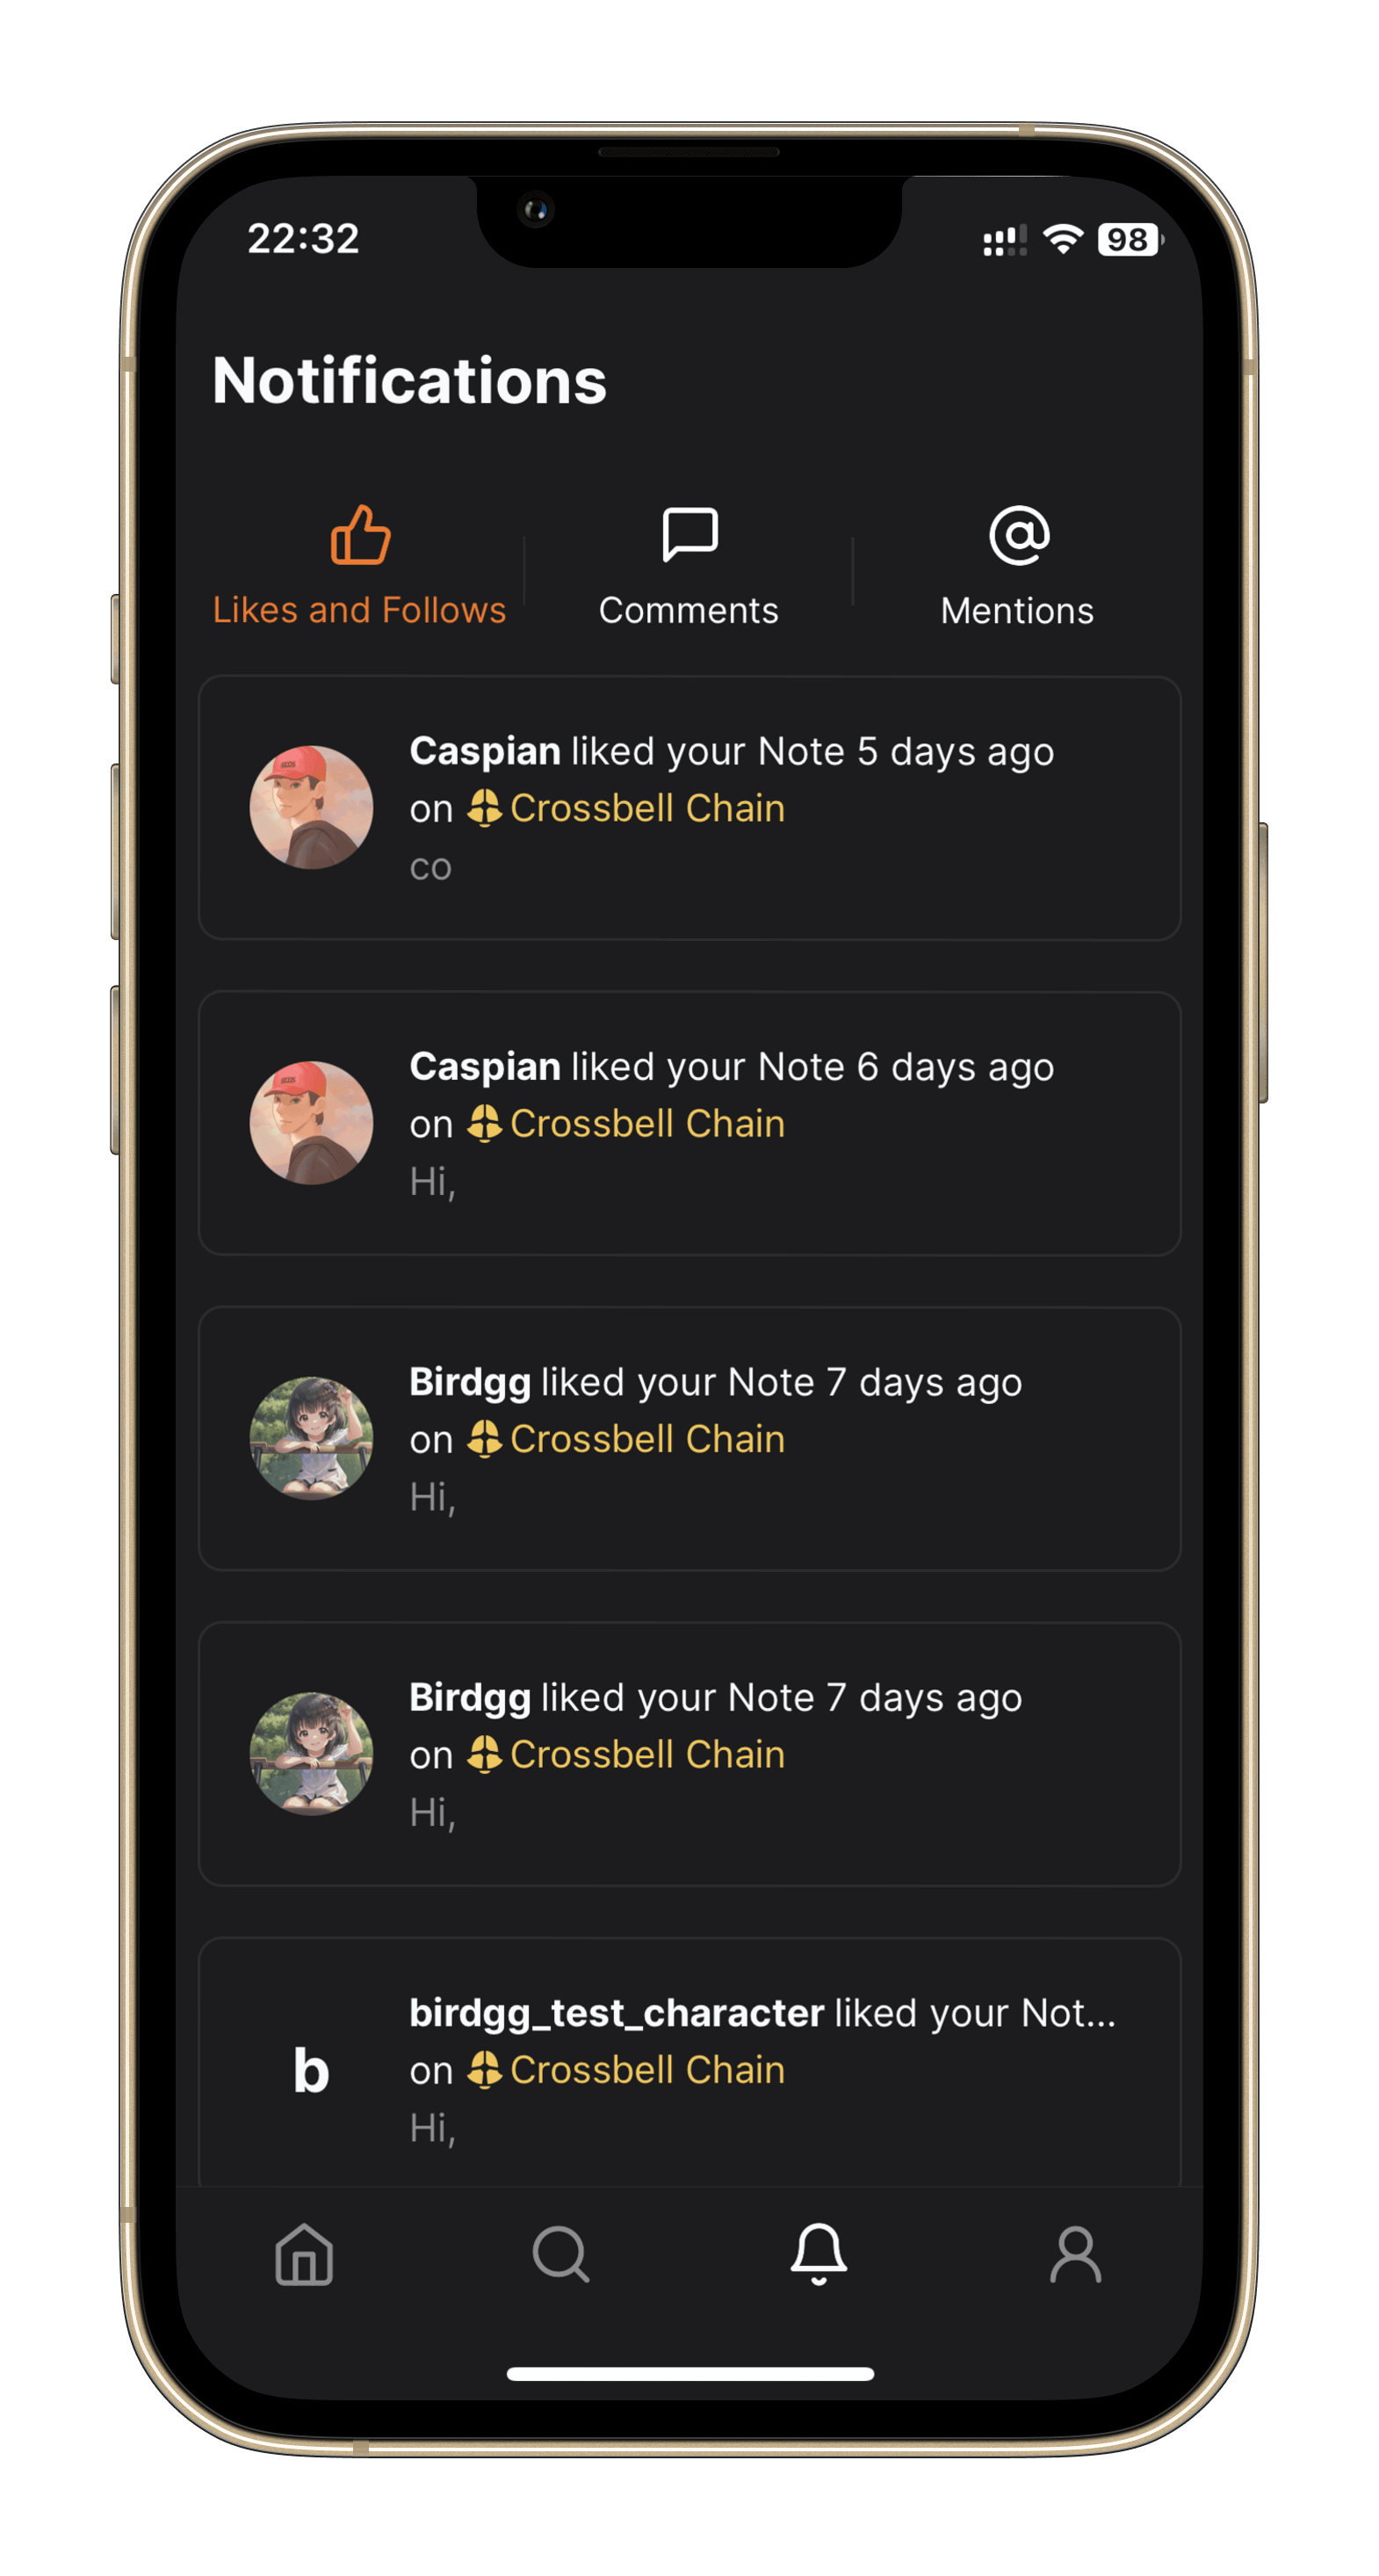 22:32
98
Notifications
Likes and Follows
Comments
Mentions
Caspian liked your Note 5 days ago
on Crossbell Chain
co
Caspian liked your Note 6 days ago
on Crossbell Chain
Hi,
Birdgg liked your Note 7 days ago
on Crossbell Chain
Hi,
Birdgg liked your Note 7 days ago
on Crossbell Chain
Hi,
b
birdgg_test_character liked your Not...
on Crossbell Chain
Hi,